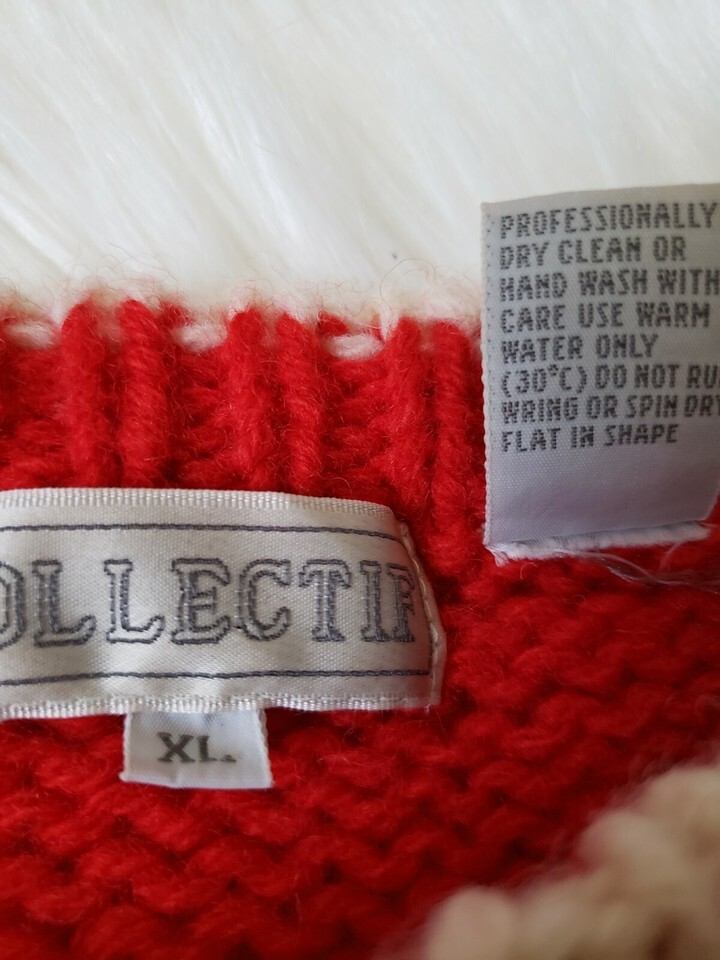 PROFESSIONALLY
DRY CLEAN OR
HAND WASH WITH
CARE USE WARM
WATER ONLY
(30°C) DO NOT RU
WRING OR SPIN DRY
FLAT IN SHAPE
OLLECTIF
XL